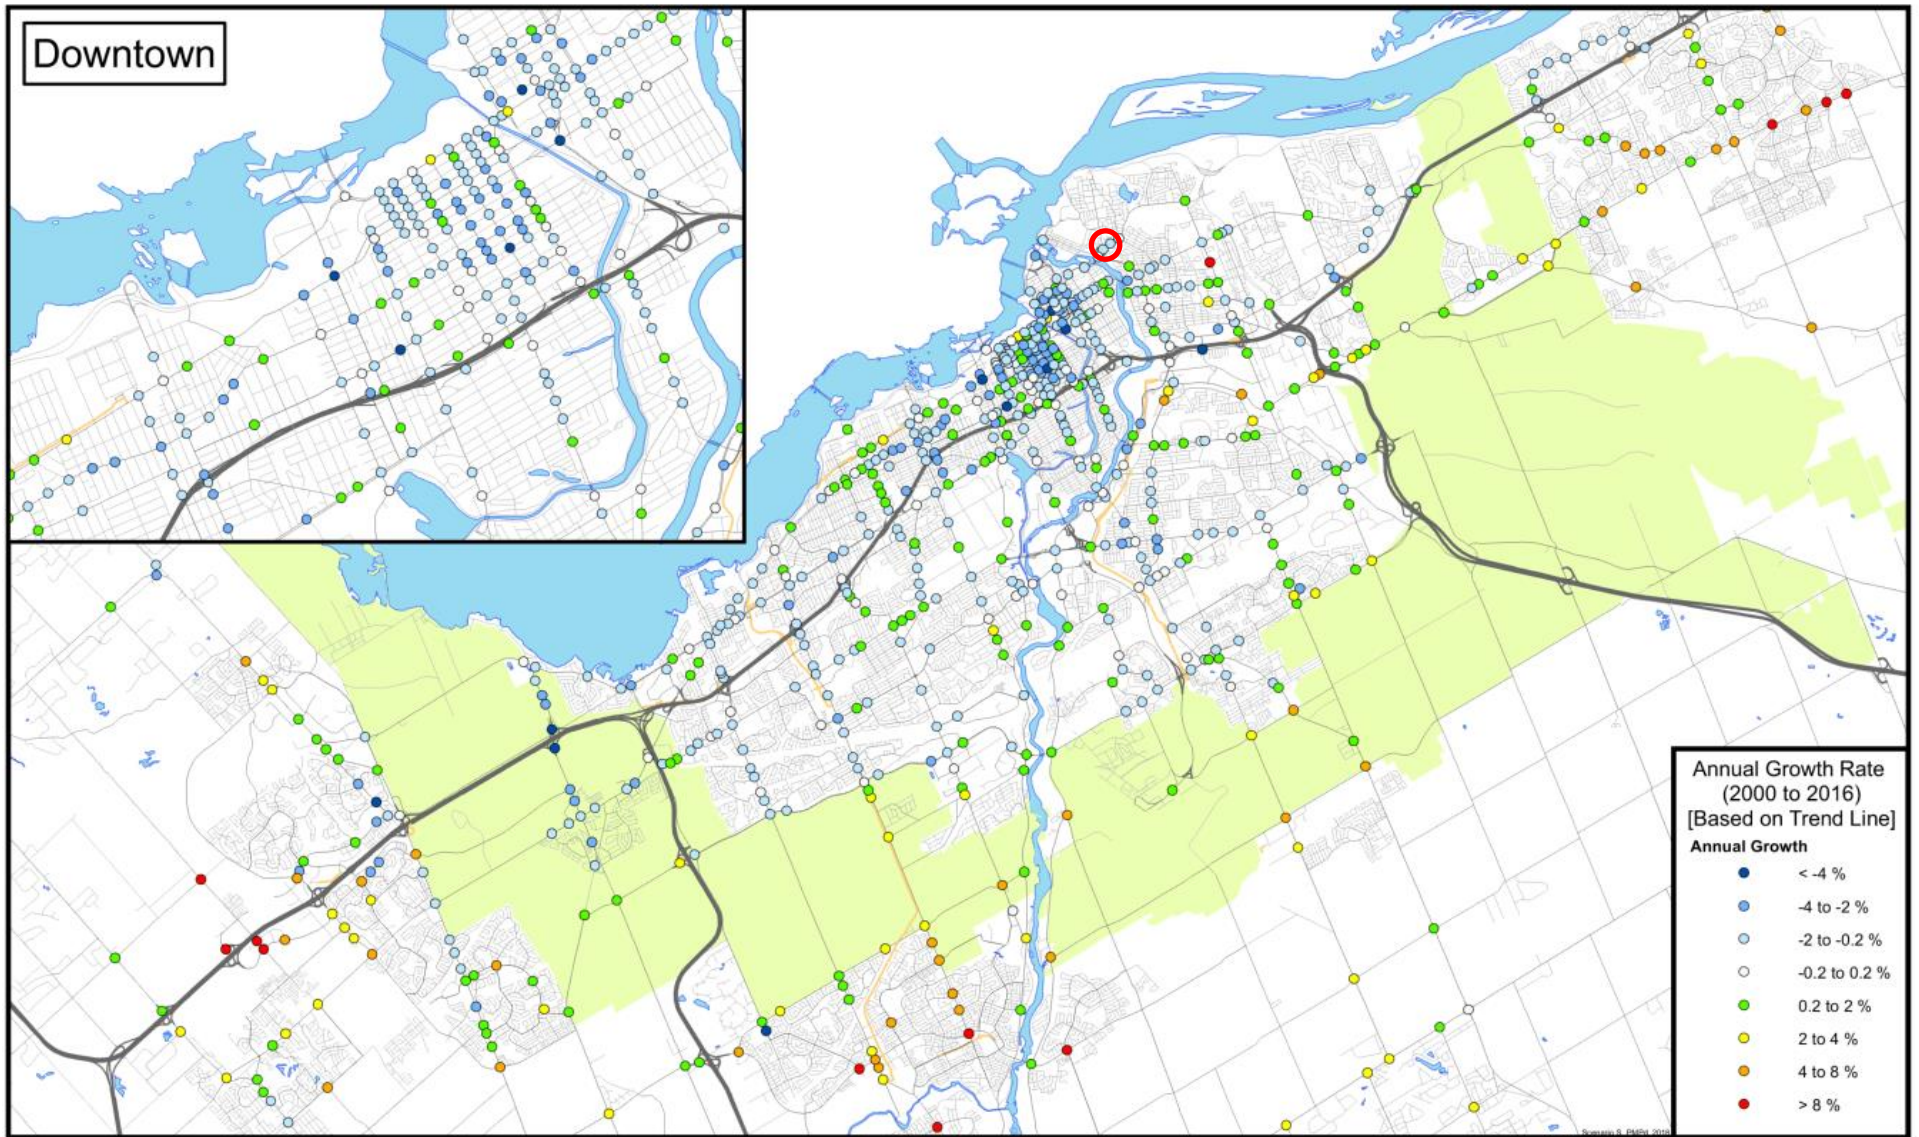 Downtown
Annual Growth Rate
(2000 to 2016)
[Based on Trend Line]
Annual Growth
< -4 %
-4 to -2 %
-2 to -0.2 %
-0.2 to 0.2 %
0.2 to 2 %
2 to 4 %
4 to 8 %
> 8 %